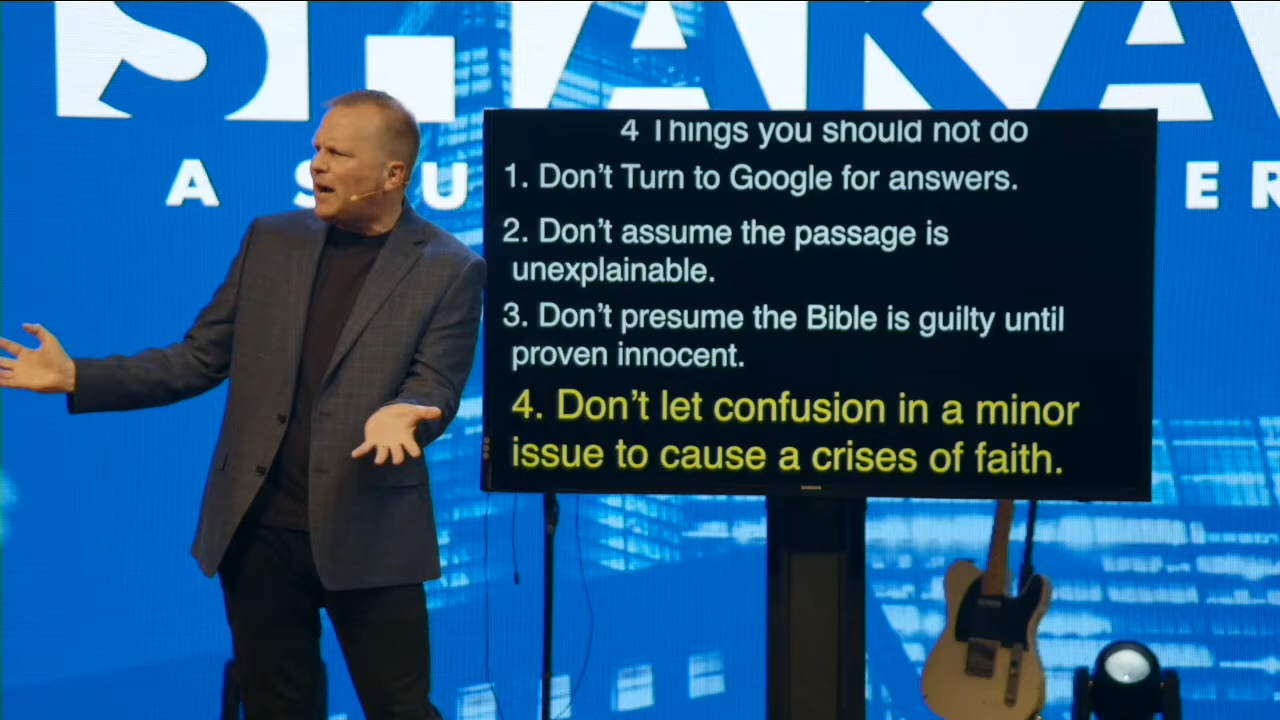 4 Things you should not do
1. Don't Turn to Google for answers.
2. Don't assume the passage is
unexplainable.
3. Don't presume the Bible is guilty until
proven innocent.
4. Don't let confusion in a minor
issue to cause a crises of faith.